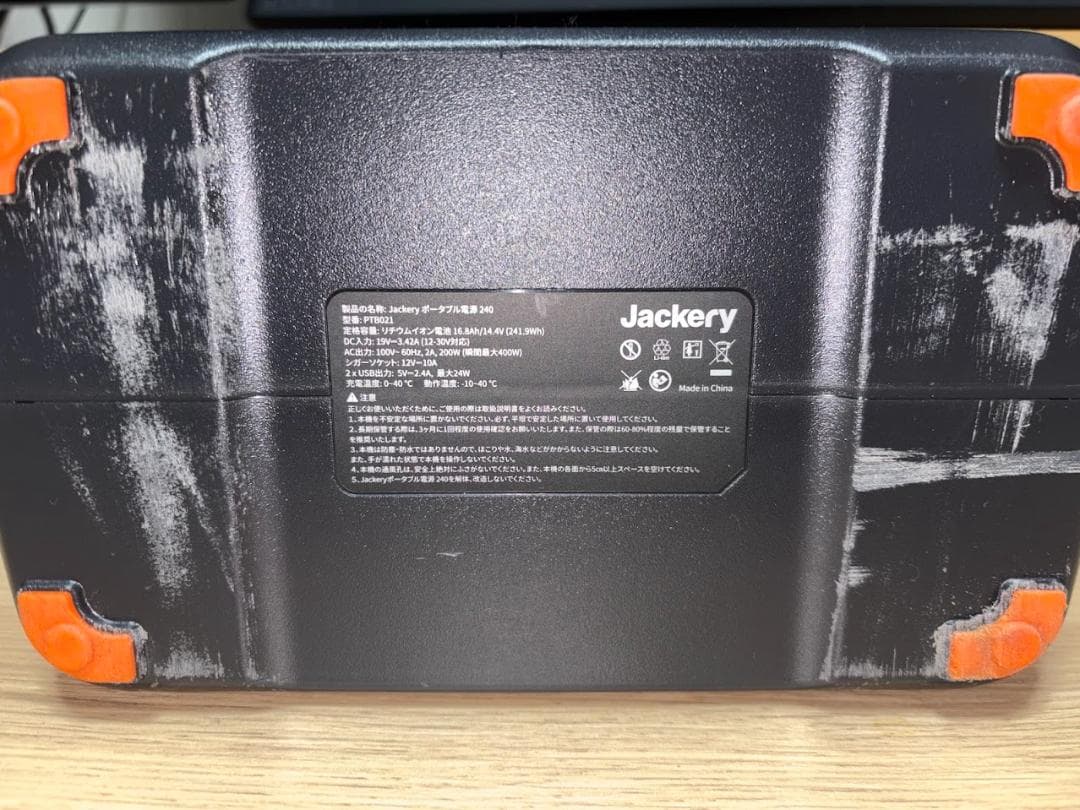 製品の名称: Jackery ポータブル電源 240
型番: PTB021
定格容量: リチウムイオン電池 16.8Ah/14.4V (241.9Wh)
DC入力: 19V⎓3.42A (12-30V対応)
AC出力: 100V~ 60Hz, 2A, 200W (瞬間最大400W)
シガーソケット: 12V⎓10A
2 x USB出力: 5V⎓2.4A, 最大24W
充電温度: 0-40 ℃ 動作温度: -10-40 ℃
Jackery
Li-ion
Made in China
⚠ 注意
正しくお使いいただくために、ご使用の際は取扱説明書をよくお読みください。
1、本機を不安定な場所に置かないでください。必ず、平坦で安定した場所に置いて使用してください。
2、長期保管する際は、3ヶ月に1回程度の使用確認をお願いいたします。また、保管の際は60-80%程度の残量で保管すること
を推奨いたします。
3、本機は防塵・防水ではありませんので、ほこりや水、海水などがかからないように注意してください。
また、手が濡れた状態で本機を操作しないでください。
4、本機の通風孔は、安全上絶対にふさがないでください。また、本機の各面から5cm以上スペースを空けてください。
5、Jackeryポータブル電源 240を解体、改造しないでください。